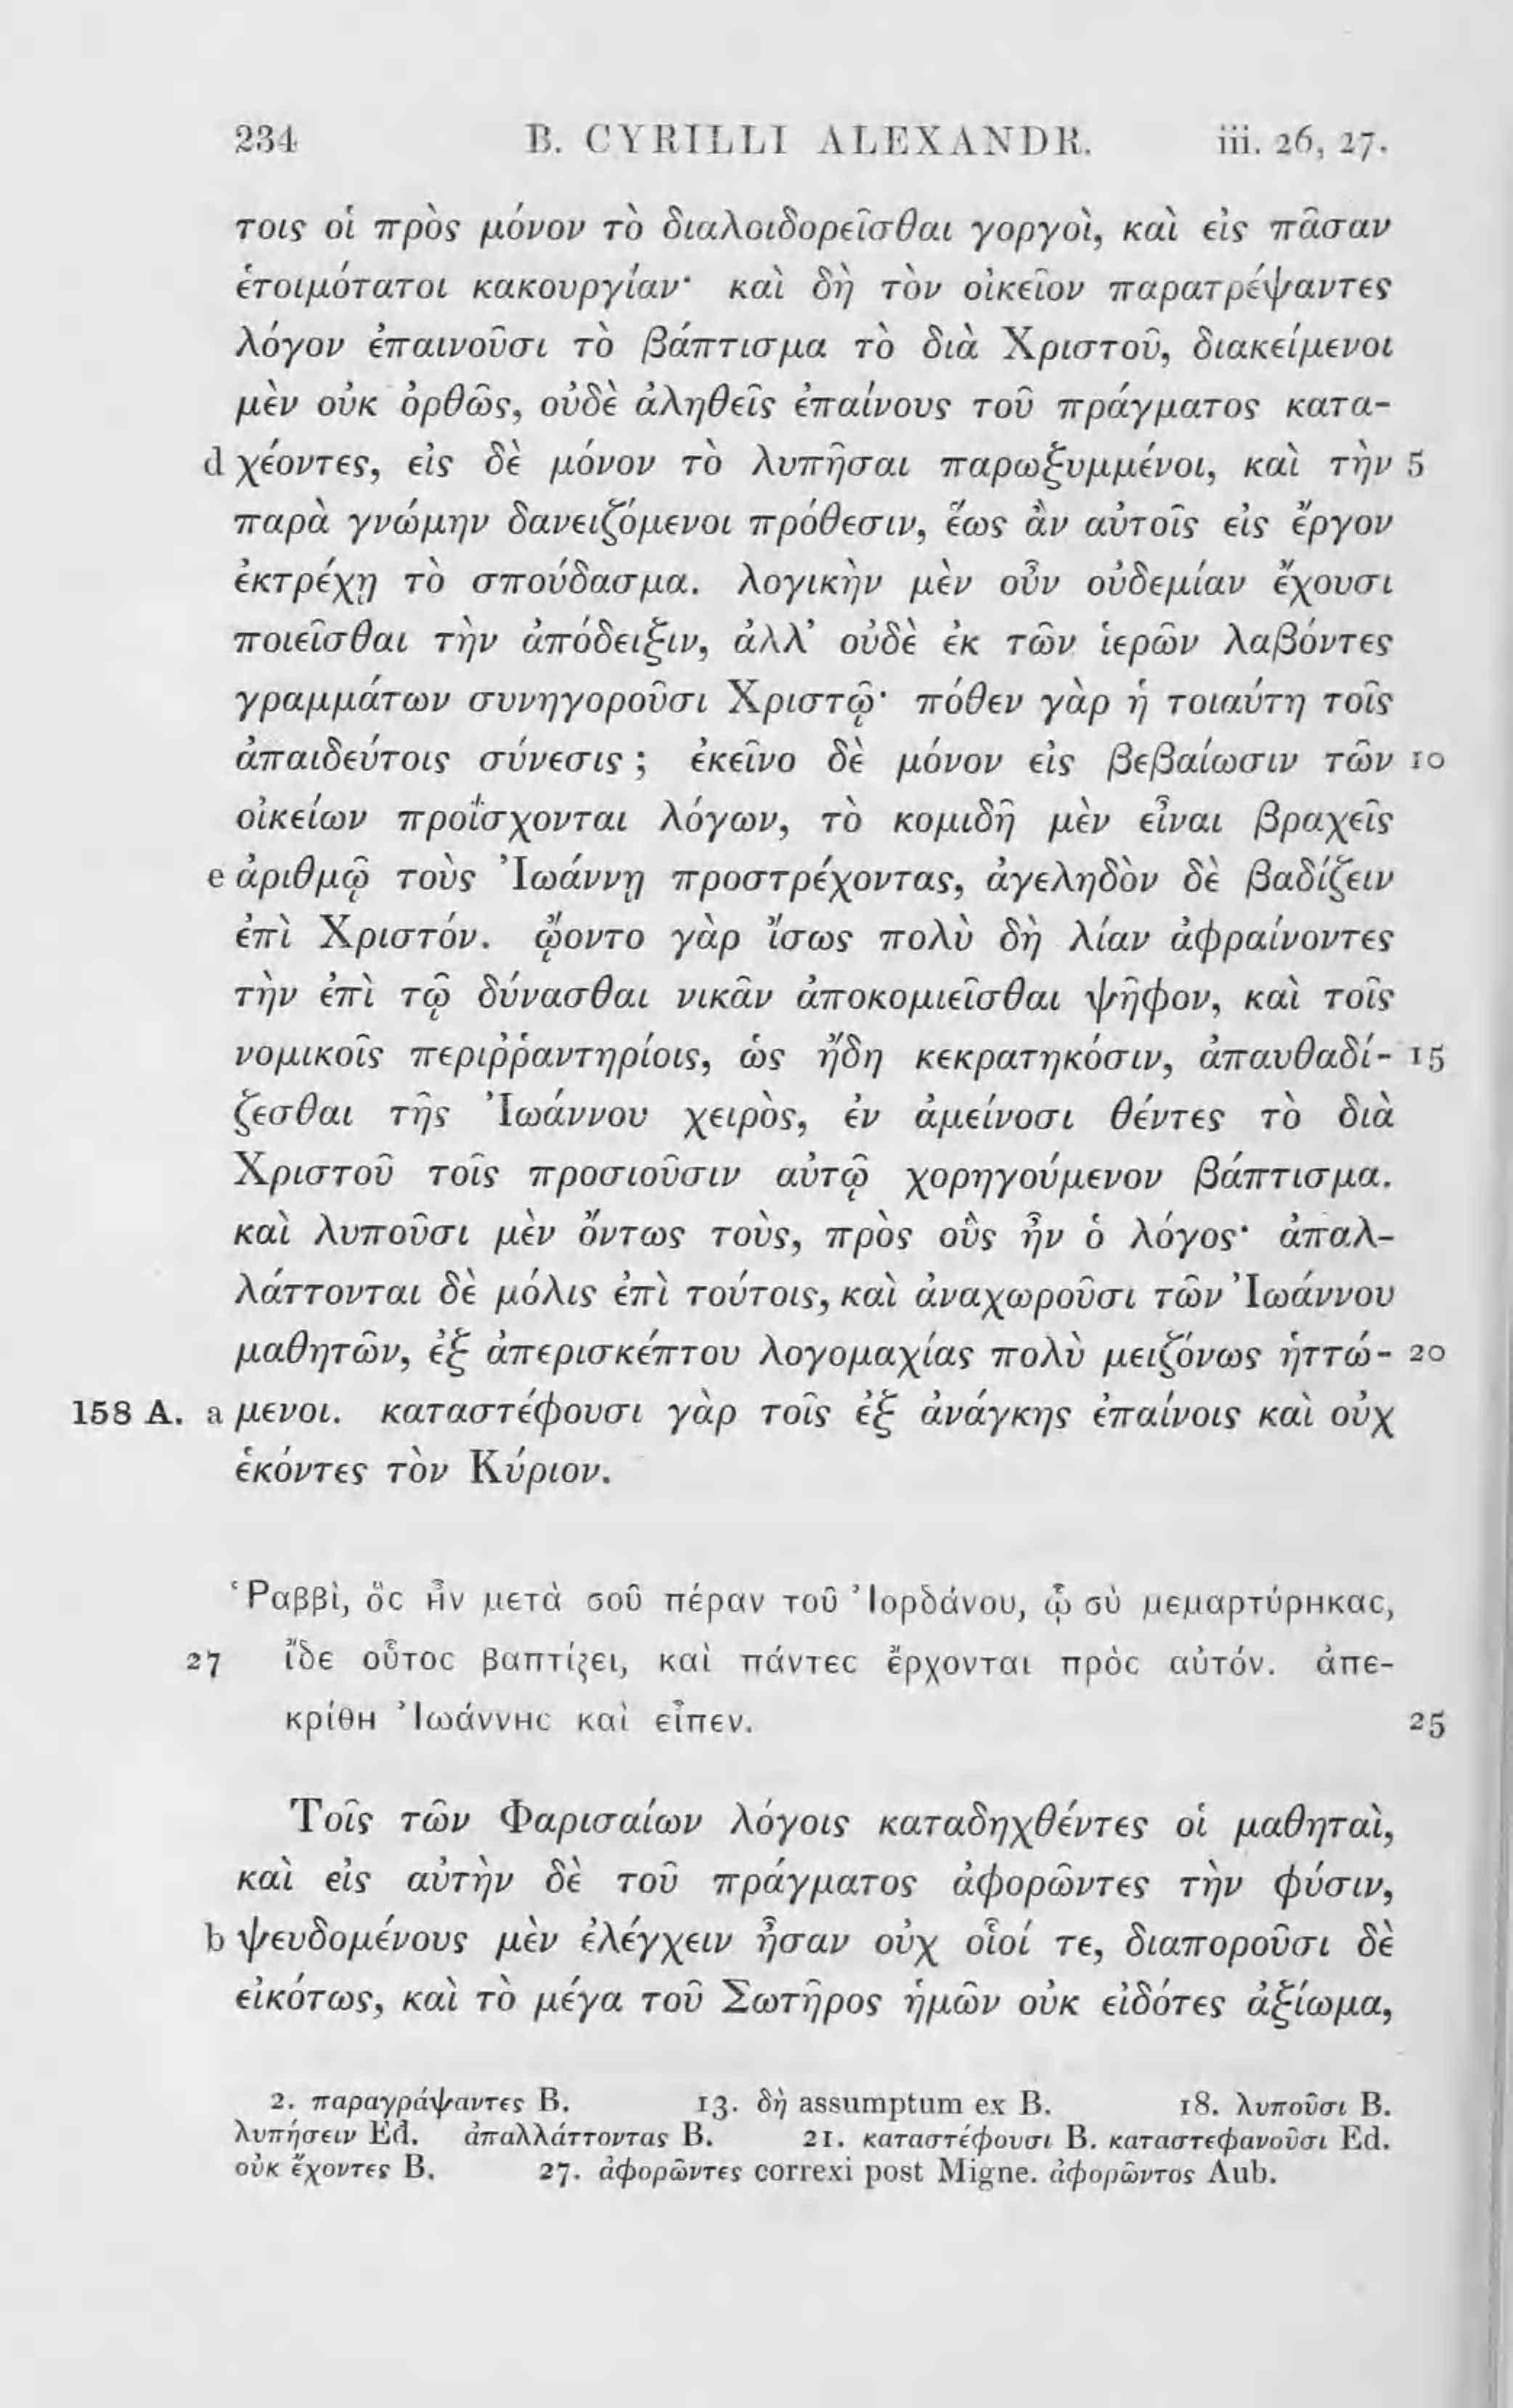 234 B. CYRILLI ALEXANDR. iii. 26, 27.
τοις οἱ πρὸς μόνον τὸ διαλοιδορεῖσθαι γοργοὶ, καὶ εἰς πᾶσαν
ἑτοιμότατοι κακουργίαν· καὶ δὴ τὸν οἰκεῖον παρατρέψαντες
λόγον ἐπαινοῦσι τὸ βάπτισμα τὸ διὰ Χριστοῦ, διακείμενοι
μὲν οὐκ ὀρθῶς, οὐδὲ ἀληθεῖς ἐπαίνους τοῦ πράγματος κατα-
d χέοντες, εἰς δὲ μόνον τὸ λυπῆσαι παρωξυμμένοι, καὶ τὴν 5
παρὰ γνώμην δανειζόμενοι πρόθεσιν, ἕως ἂν αὐτοῖς εἰς ἔργον
ἐκτρέχῃ τὸ σπούδασμα. λογικὴν μὲν οὖν οὐδεμίαν ἔχουσι
ποιεῖσθαι τὴν ἀπόδειξιν, ἀλλ’ οὐδὲ ἐκ τῶν ἱερῶν λαβόντες
γραμμάτων συνηγοροῦσι Χριστῷ· πόθεν γὰρ ἡ τοιαύτη τοῖς
ἀπαιδεύτοις σύνεσις ; ἐκεῖνο δὲ μόνον εἰς βεβαίωσιν τῶν 10
οἰκείων προΐσχονται λόγων, τὸ κομιδῆ μὲν εἶναι βραχεῖς
e ἀριθμῷ τοὺς Ἰωάννῃ προστρέχοντας, ἀγεληδὸν δὲ βαδίζειν
ἐπὶ Χριστόν. ᾤοντο γὰρ ἴσως πολὺ δὴ λίαν ἀφραίνοντες
τὴν ἐπὶ τῷ δύνασθαι νικᾶν ἀποκομιεῖσθαι ψῆφον, καὶ τοῖς
νομικοῖς περιῤῥαντηρίοις, ὡς ἤδη κεκρατηκόσιν, ἀπαυθαδί- 15
ζεσθαι τῆς Ἰωάννου χειρὸς, ἐν ἀμείνοσι θέντες τὸ διὰ
Χριστοῦ τοῖς προσιοῦσιν αὐτῷ χορηγούμενον βάπτισμα.
καὶ λυποῦσι μὲν ὄντως τοὺς, πρὸς οὓς ἦν ὁ λόγος· ἀπαλ-
λάττονται δὲ μόλις ἐπὶ τούτοις, καὶ ἀναχωροῦσι τῶν Ἰωάννου
μαθητῶν, ἐξ ἀπερισκέπτου λογομαχίας πολὺ μειζόνως ἡττώ- 20
158 A. a μενοι. καταστέφουσι γὰρ τοῖς ἐξ ἀνάγκης ἐπαίνοις καὶ οὐχ
ἑκόντες τὸν Κύριον.
Ῥαββὶ, ὃς ἦν μετὰ σοῦ πέραν τοῦ Ἰορδάνου, ᾧ σὺ μεμαρτύρηκας,
27 ἴδε οὗτος βαπτίζει, καὶ πάντες ἔρχονται πρὸς αὐτόν. ἀπε-
κρίθη Ἰωάννης καὶ εἶπεν. 25
Τοῖς τῶν Φαρισαίων λόγοις καταδηχθέντες οἱ μαθηταὶ,
καὶ εἰς αὐτὴν δὲ τοῦ πράγματος ἀφορῶντες τὴν φύσιν,
b ψευδομένους μὲν ἐλέγχειν ἦσαν οὐχ οἷοί τε, διαποροῦσι δὲ
εἰκότως, καὶ τὸ μέγα τοῦ Σωτῆρος ἡμῶν οὐκ εἰδότες ἀξίωμα,
2. παραγράψαντες B. 13. δὴ assumptum ex B. 18. λυποῦσι B.
λυπήσειν Ed. ἀπαλλάττοντας B. 21. καταστέφουσι B. καταστεφανοῦσι Ed.
οὐκ ἔχοντες B. 27. ἀφορῶντες correxi post Migne. ἀφορῶντος Aub.